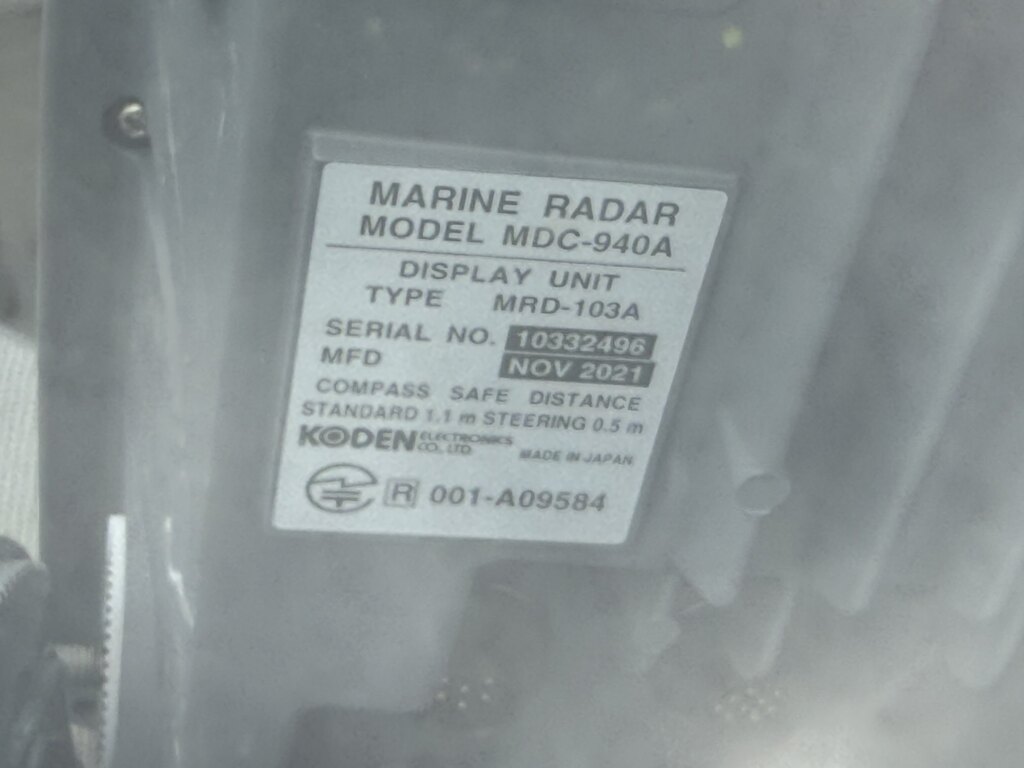 MARINE RADAR
MODEL MDC-940A
DISPLAY UNIT
TYPE MRD-103A
SERIAL NO. 10332496
MFD NOV 2021
COMPASS SAFE DISTANCE
STANDARD 1.1 m STEERING 0.5 m
KODEN ELECTRONICS CO., LTD. MADE IN JAPAN
R 001-A09584